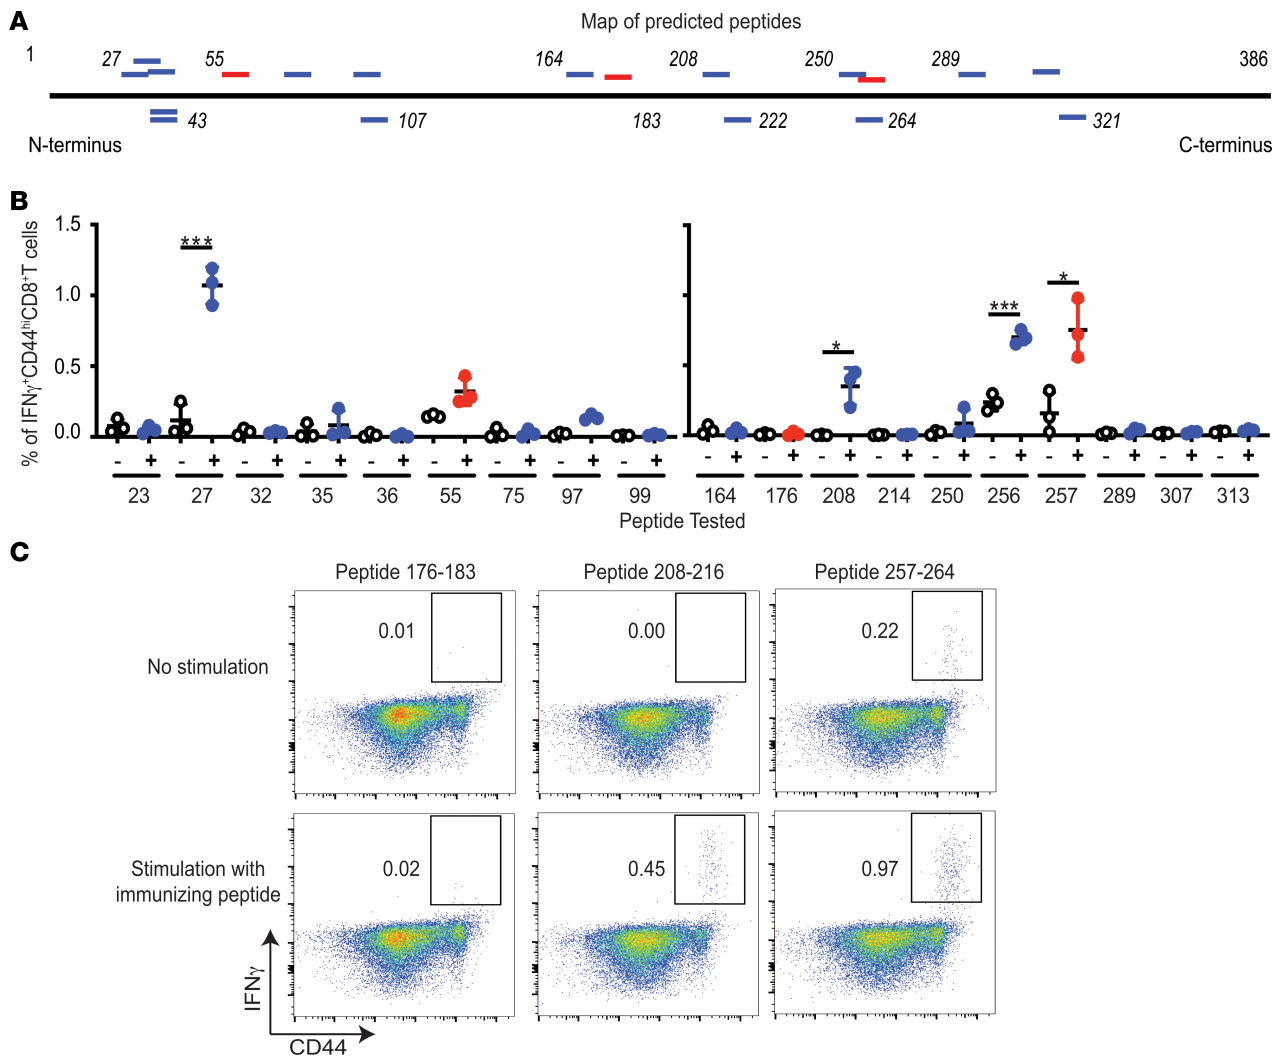 A
Map of predicted peptides
1 27 55 164 208 250 289 386
43 107 183 222 264 321
N-terminus C-terminus
B
% of IFNγ⁺CD44ʰⁱCD8⁺T cells
1.5
1.0
0.5
0.0
*** * *** *
- + - + - + - + - + - + - + - + - + - + - + - + - + - + - + - + - + - + - +
23 27 32 35 36 55 75 97 99 164 176 208 214 250 256 257 289 307 313
Peptide Tested
C
Peptide 176-183 Peptide 208-216 Peptide 257-264
No stimulation
0.01 0.00 0.22
Stimulation with
immunizing peptide
0.02 0.45 0.97
IFNγ
CD44